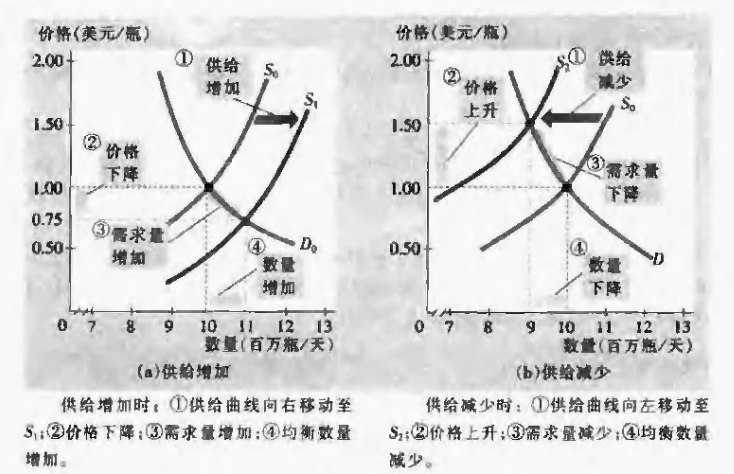 价格(美元/瓶)
2.00
1.50
1.00
0.75
0.50
0
7
8
9
10
11
12
13
① 供给
增加
S₀
S₁
② 价格
下降
③需求量
增加
④
数量
增加
D₀
数量(百万瓶/天)
(a)供给增加
供给增加时：①供给曲线向右移动至
S₁;②价格下降;③需求量增加;④均衡数量
增加。
价格(美元/瓶)
2.00
1.50
1.00
0.50
0
7
8
9
10
11
12
13
S₂
① 供给
减少
② 价格
上升
S₀
③需求量
下降
④
数量
下降
D
数量(百万瓶/天)
(b)供给减少
供给减少时：①供给曲线向左移动至
S₂;②价格上升;③需求量减少;④均衡数量
减少。